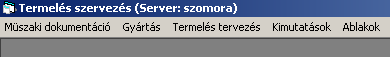 Termelés szervezés (Server: szomora)
Műszaki dokumentáció Gyártás Termelés tervezés Kimutatások Ablakok